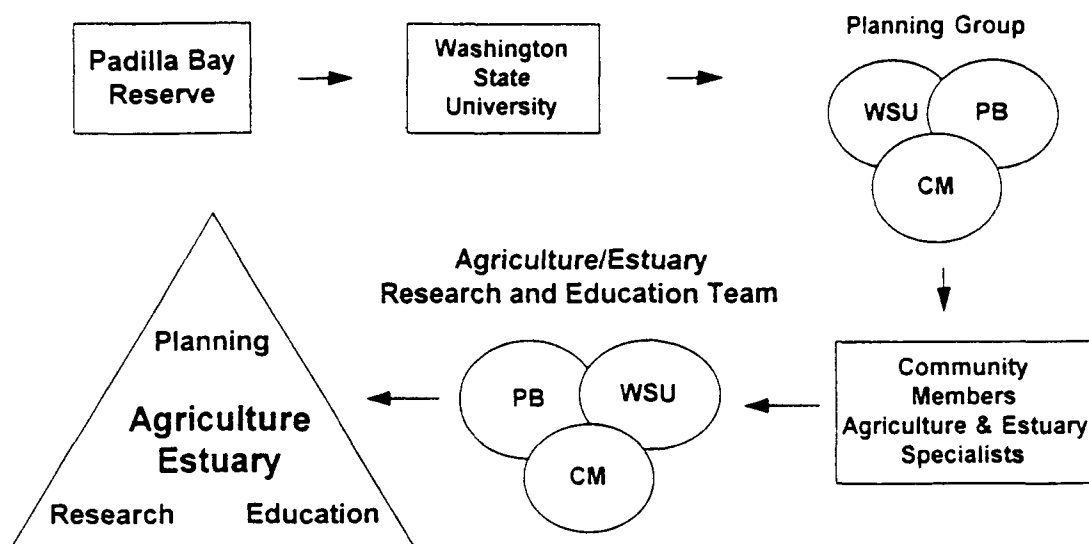 Padilla Bay
Reserve
Washington
State
University
Planning Group
WSU
PB
CM
Community
Members
Agriculture & Estuary
Specialists
Agriculture/Estuary
Research and Education Team
PB
WSU
CM
Planning
Agriculture
Estuary
Research
Education